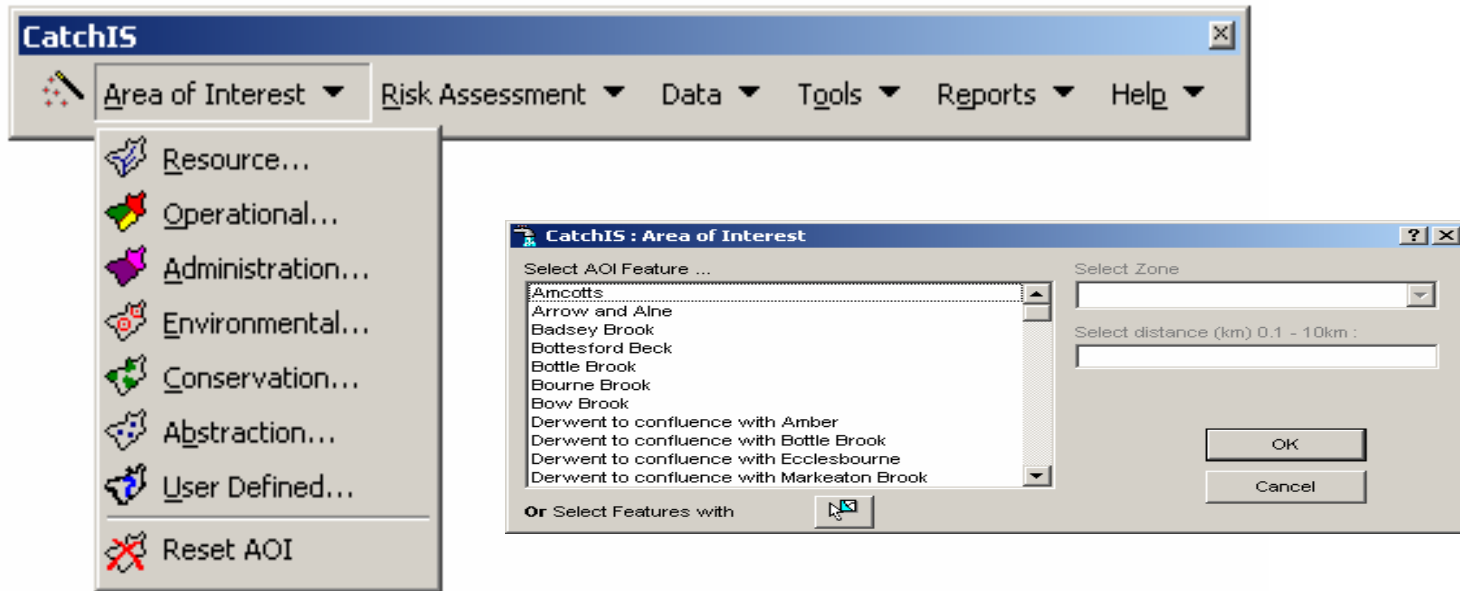 CatchIS
Area of Interest Risk Assessment Data Tools Reports Help
Resource...
Operational...
Administration...
Environmental...
Conservation...
Abstraction...
User Defined...
Reset AOI
CatchIS : Area of Interest
Select AOI Feature ...
Amcotts
Arrow and Alne
Badsey Brook
Bottesford Beck
Bottle Brook
Bourne Brook
Bow Brook
Derwent to confluence with Amber
Derwent to confluence with Bottle Brook
Derwent to confluence with Ecclesbourne
Derwent to confluence with Markeaton Brook
Or Select Features with
Select Zone
Select distance (km) 0.1 - 10km :
OK
Cancel